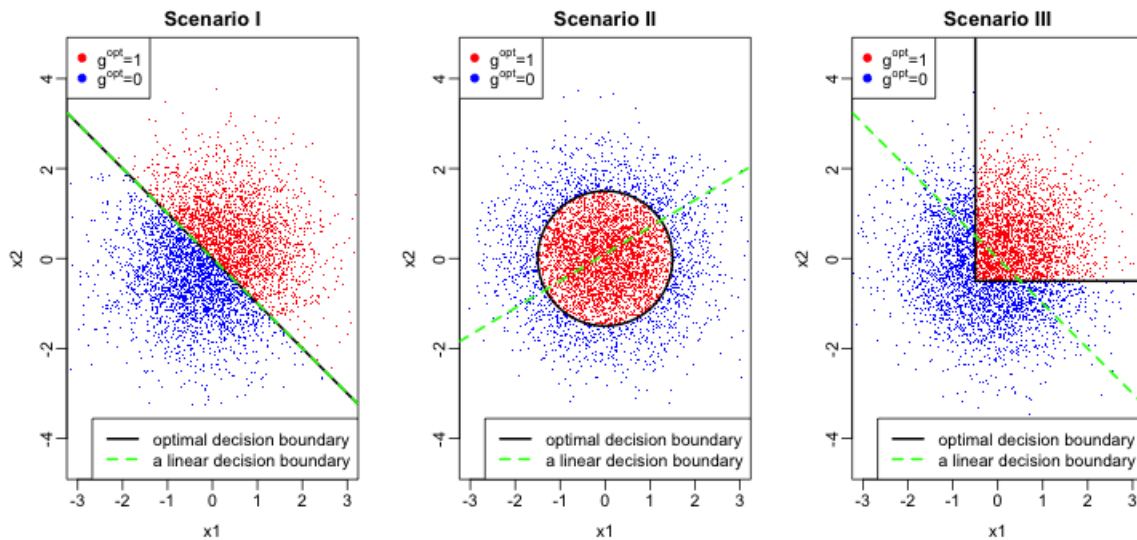 Scenario I
g^opt=1
g^opt=0
x2
4
2
0
-2
-4
optimal decision boundary
a linear decision boundary
-3 -2 -1 0 1 2 3
x1
Scenario II
g^opt=1
g^opt=0
x2
4
2
0
-2
-4
optimal decision boundary
a linear decision boundary
-3 -2 -1 0 1 2 3
x1
Scenario III
g^opt=1
g^opt=0
x2
4
2
0
-2
-4
optimal decision boundary
a linear decision boundary
-3 -2 -1 0 1 2 3
x1